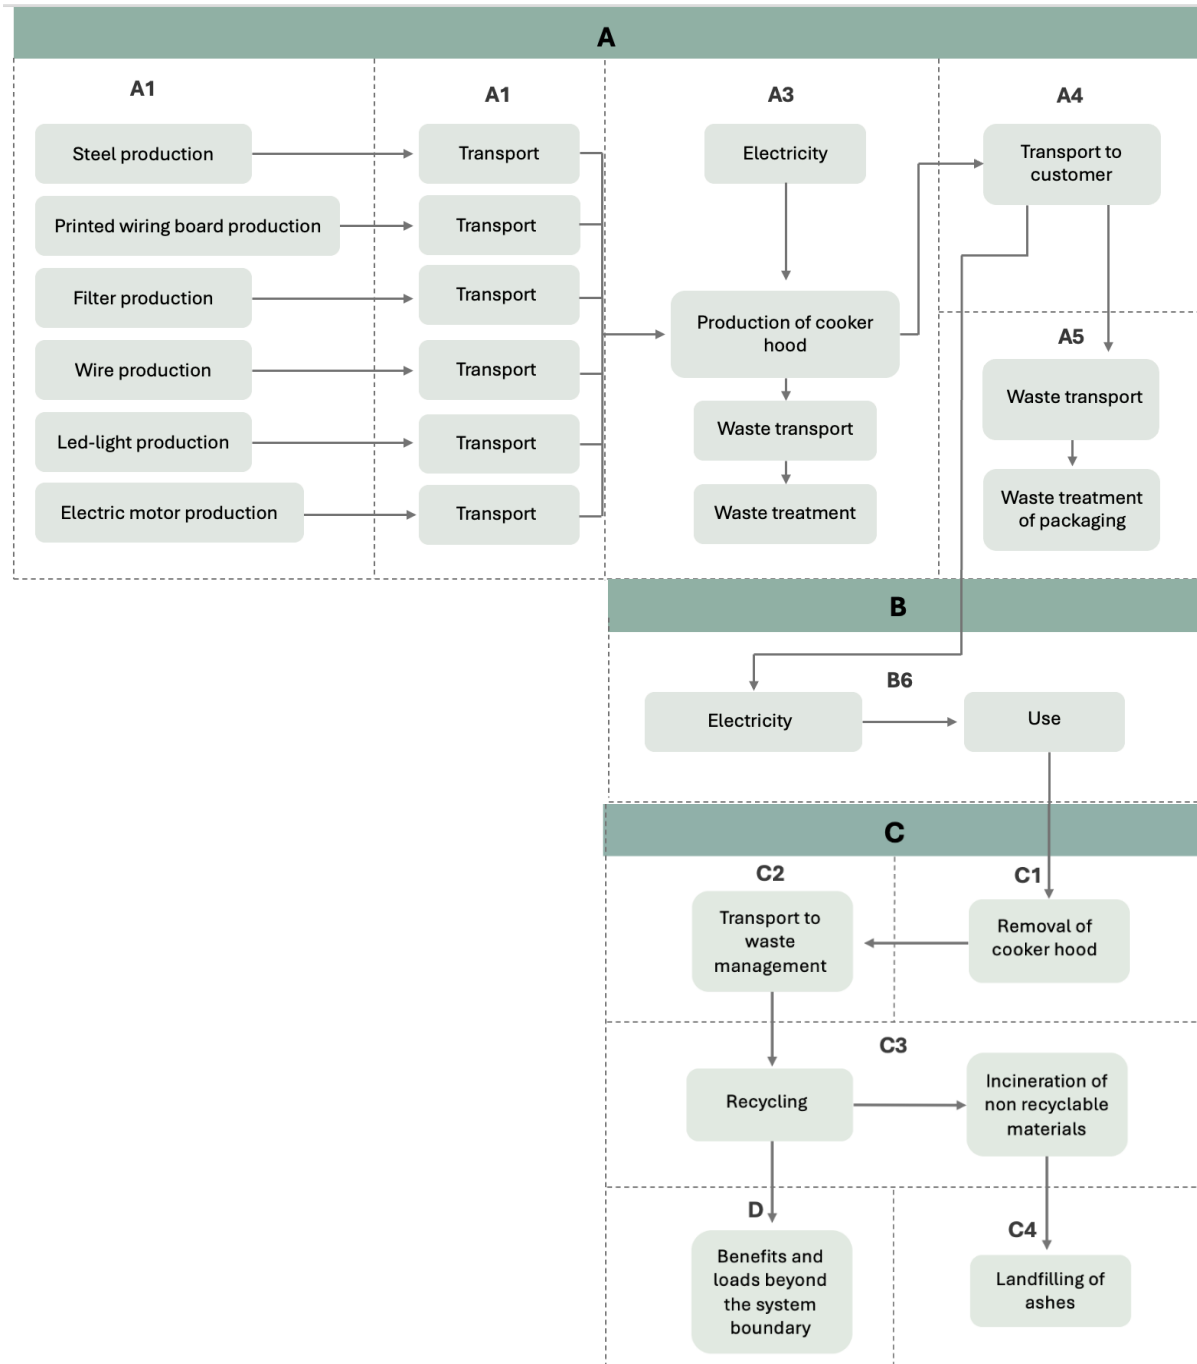 A
A1
A1
A3
A4
Steel production
Transport
Electricity
Transport to
customer
Printed wiring board production
Transport
Filter production
Transport
Production of cooker
hood
A5
Wire production
Transport
Waste transport
Led-light production
Transport
Waste transport
Electric motor production
Transport
Waste treatment
Waste treatment
of packaging
B
B6
Electricity
Use
C
C2
C1
Transport to
waste
management
Removal of
cooker hood
C3
Recycling
Incineration of
non recyclable
materials
D
C4
Benefits and
loads beyond
the system
boundary
Landfilling of
ashes